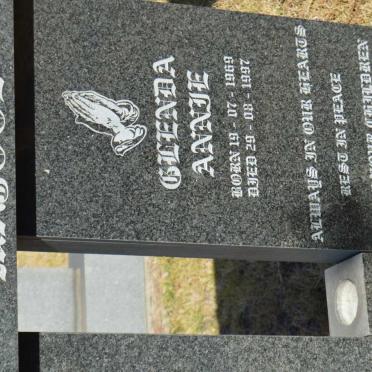 GLENDA
ANNIE
BORN 19 - 07 - 1969
DIED 29 - 08 - 1997
ALWAYS IN OUR HEARTS
REST IN PEACE
YOUR CHILDREN